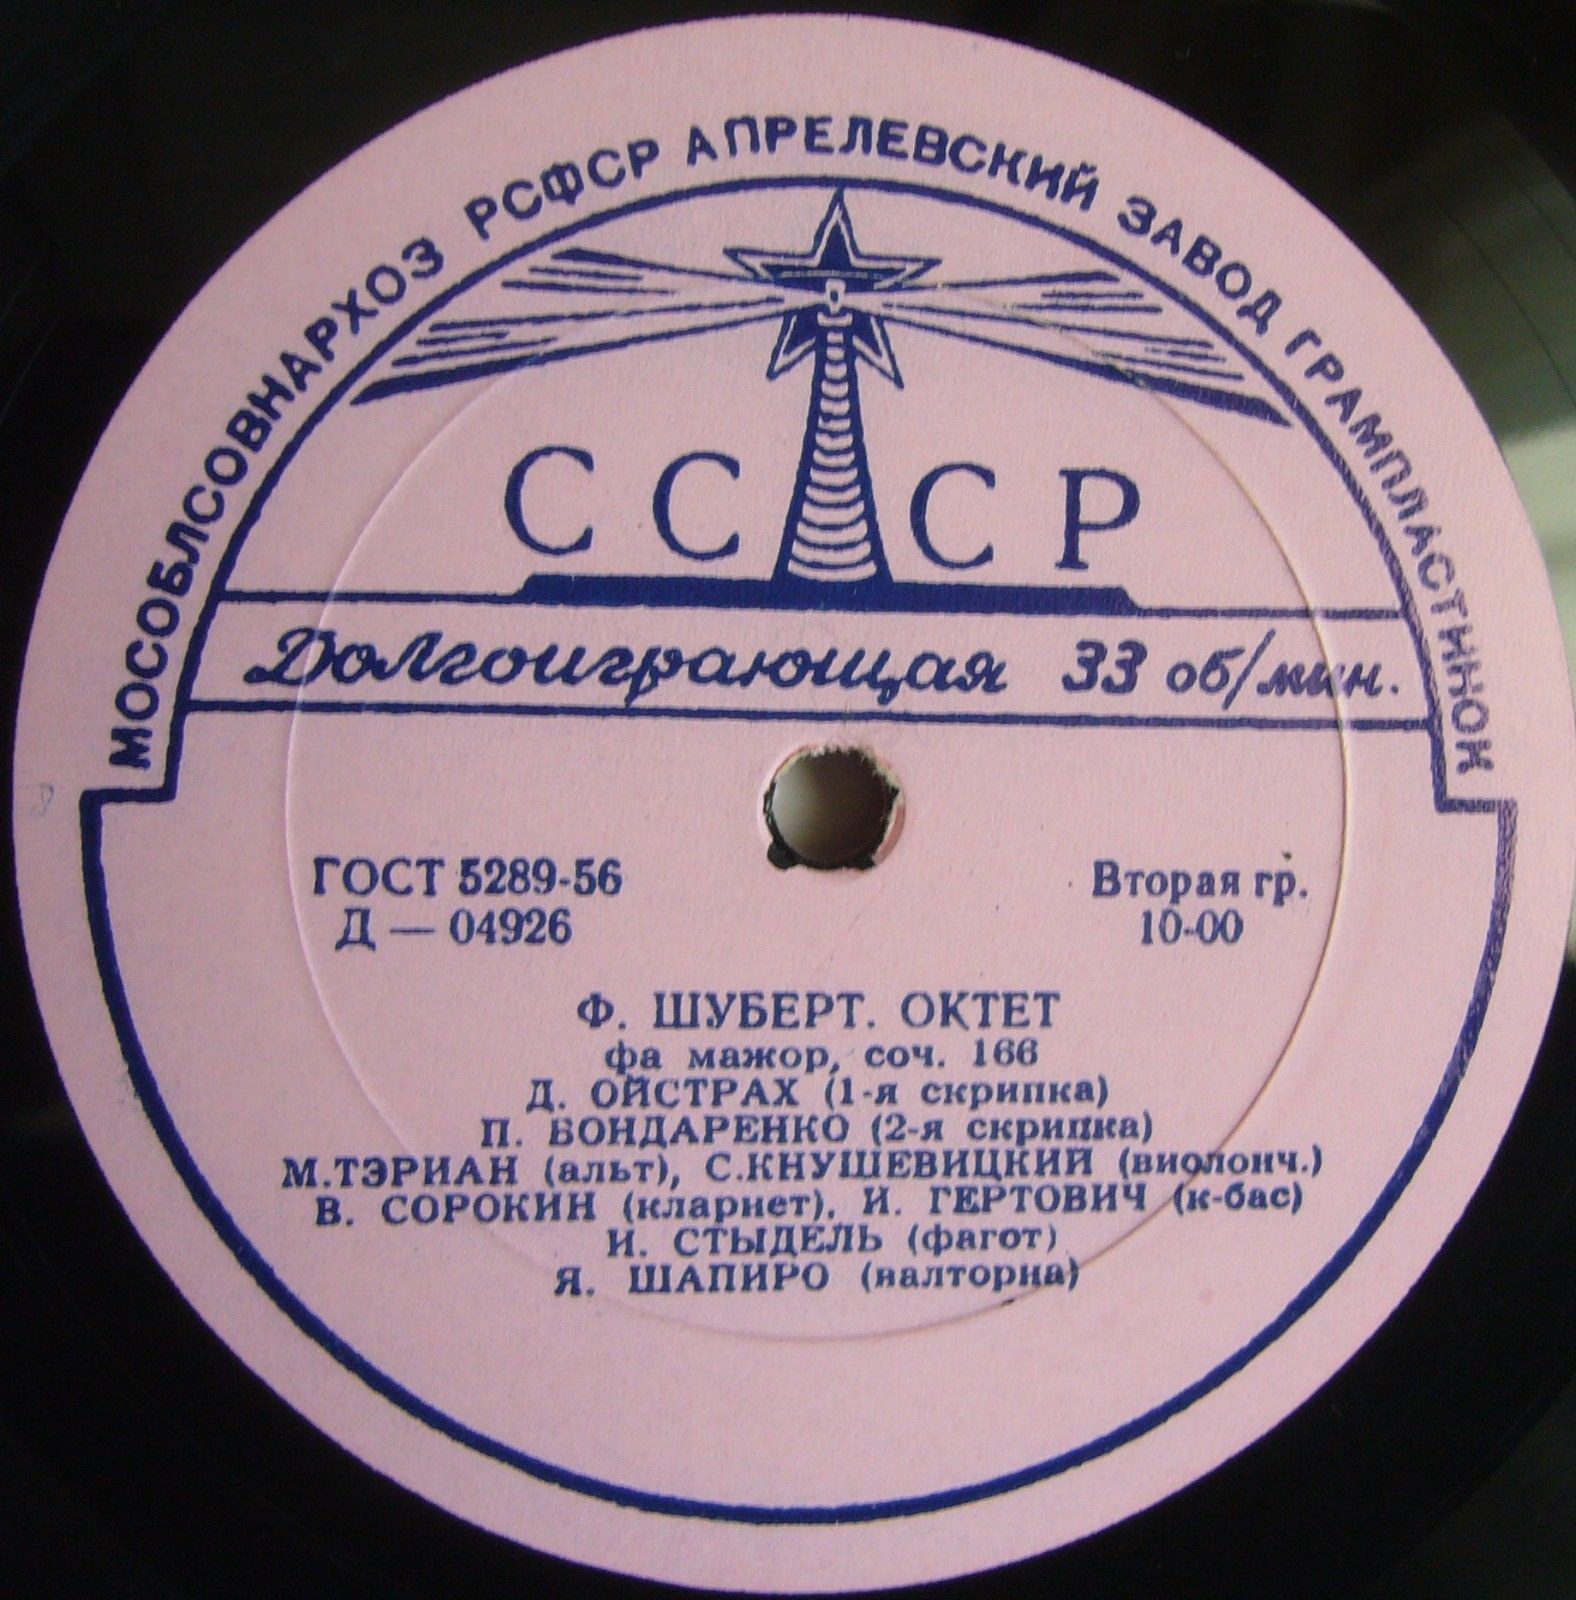 МОСОБЛСОВНАРХОЗ РСФСР АПРЕЛЕВСКИЙ ЗАВОД ГРАМПЛАСТИНОК
СССР
Долгоиграющая 33 об/мин.
ГОСТ 5289-56
Д — 04926
Вторая гр.
10-00
Ф. ШУБЕРТ. ОКТЕТ
фа мажор, соч. 166
Д. ОЙСТРАХ (1-я скрипка)
П. БОНДАРЕНКО (2-я скрипка)
М.ТЭРИАН (альт), С.КНУШЕВИЦКИЙ (виолонч.)
В. СОРОКИН (кларнет), И. ГЕРТОВИЧ (к-бас)
И. СТЫДЕЛЬ (фагот)
Я. ШАПИРО (валторна)